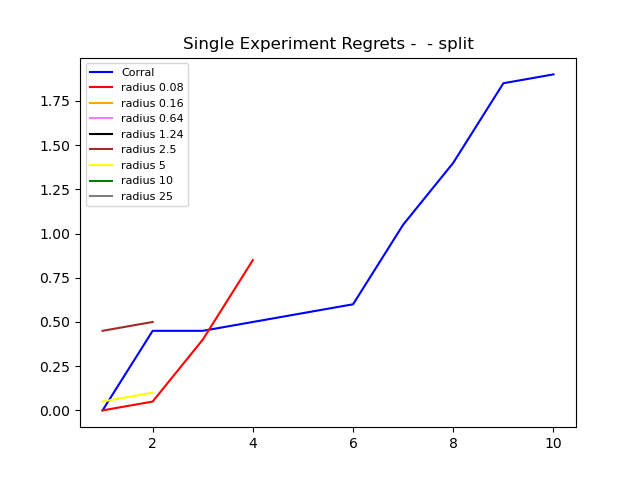 Single Experiment Regrets -  - split
Corral
radius 0.08
radius 0.16
radius 0.64
radius 1.24
radius 2.5
radius 5
radius 10
radius 25
1.75
1.50
1.25
1.00
0.75
0.50
0.25
0.00
2 4 6 8 10